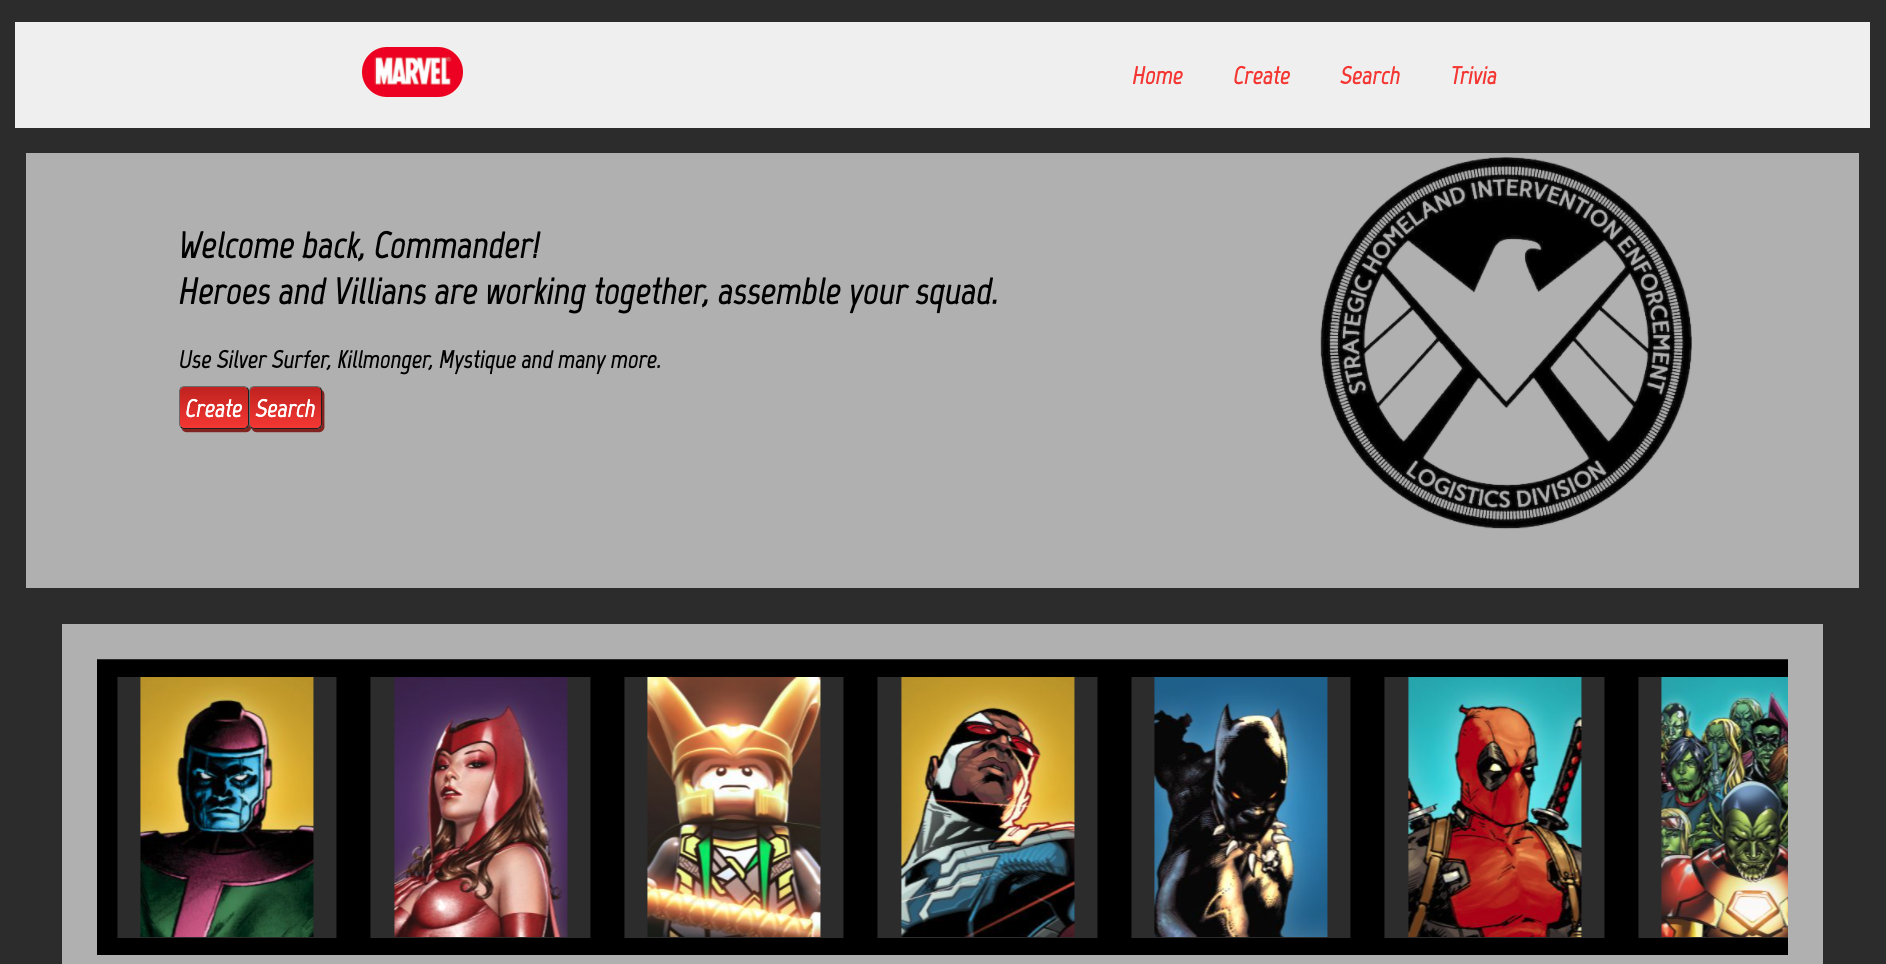 MARVEL
Home Create Search Trivia
Welcome back, Commander!
Heroes and Villians are working together, assemble your squad.
Use Silver Surfer, Killmonger, Mystique and many more.
Create Search
STRATEGIC HOMELAND INTERVENTION ENFORCEMENT
LOGISTICS DIVISION